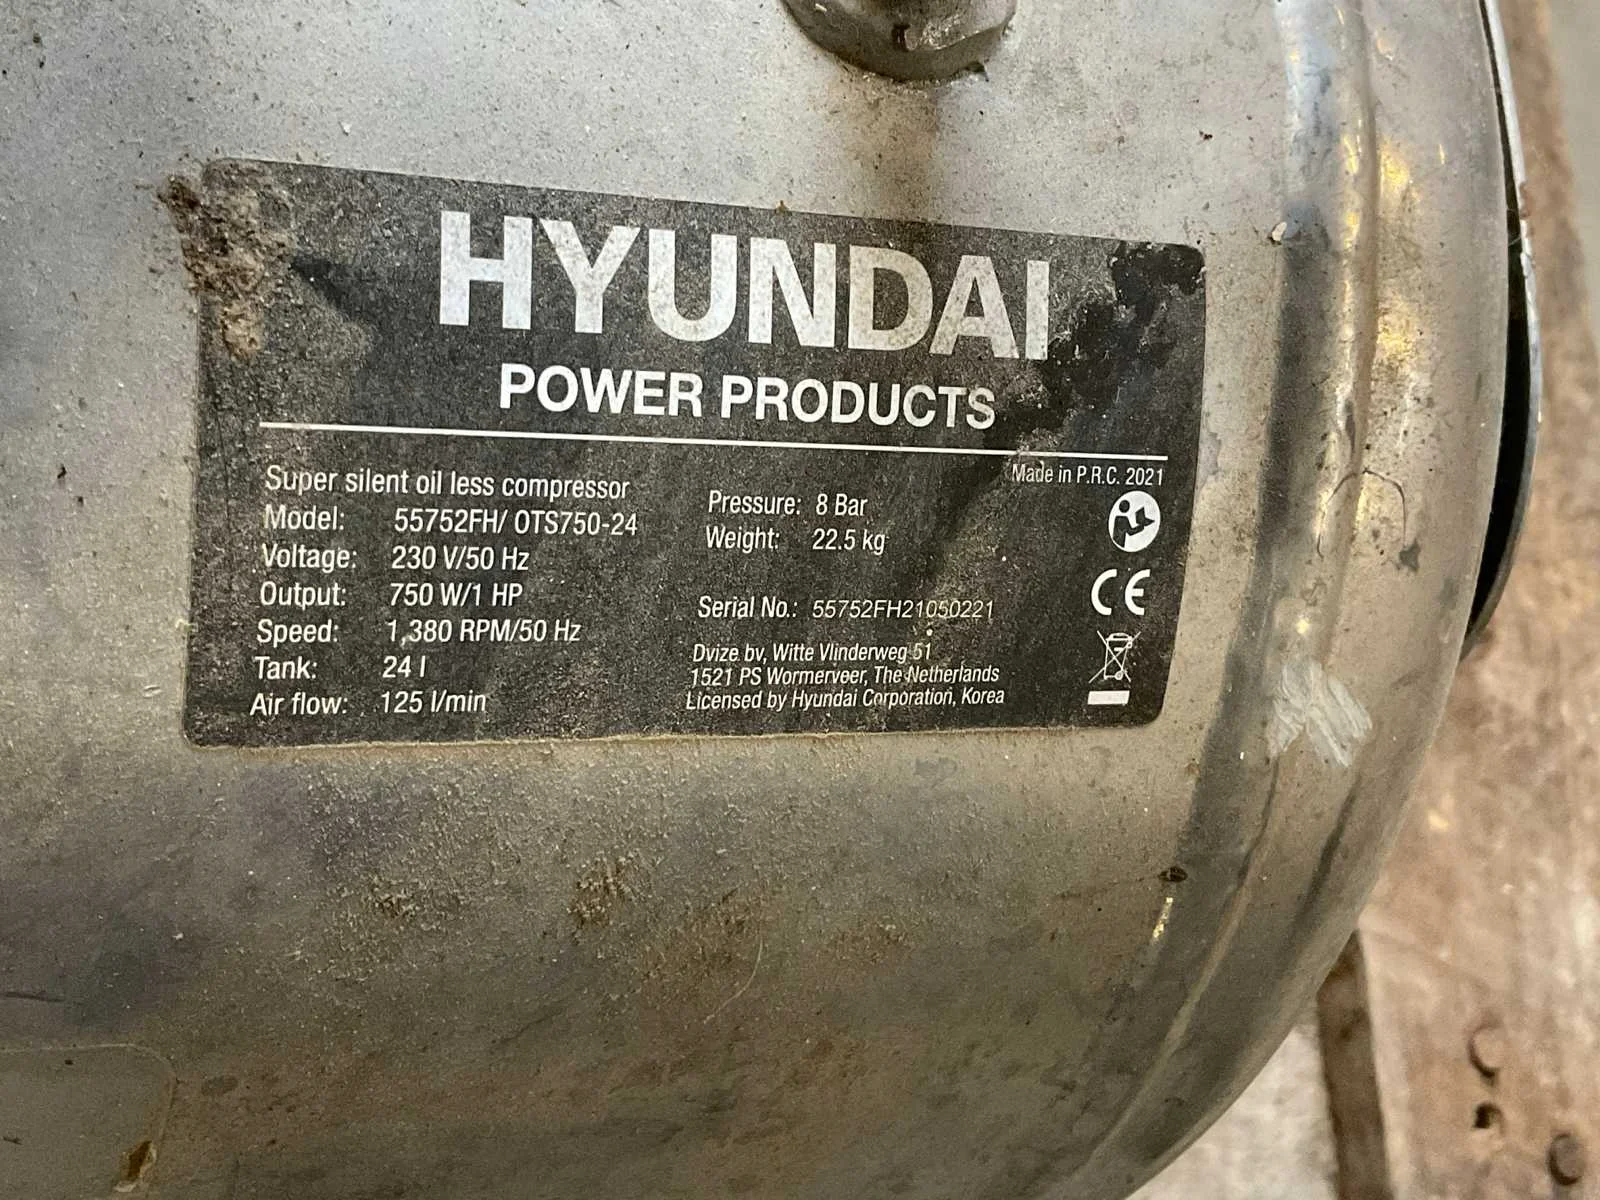 HYUNDAI
POWER PRODUCTS
Made in P.R.C. 2021
Super silent oil less compressor
Model: 55752FH/ OTS750-24
Voltage: 230 V/50 Hz
Output: 750 W/1 HP
Speed: 1,380 RPM/50 Hz
Tank: 24 l
Air flow: 125 l/min
Pressure: 8 Bar
Weight: 22.5 kg
Serial No.: 55752FH21050221
Dvize bv, Witte Vlinderweg 51
1521 PS Wormerveer, The Netherlands
Licensed by Hyundai Corporation, Korea
CE